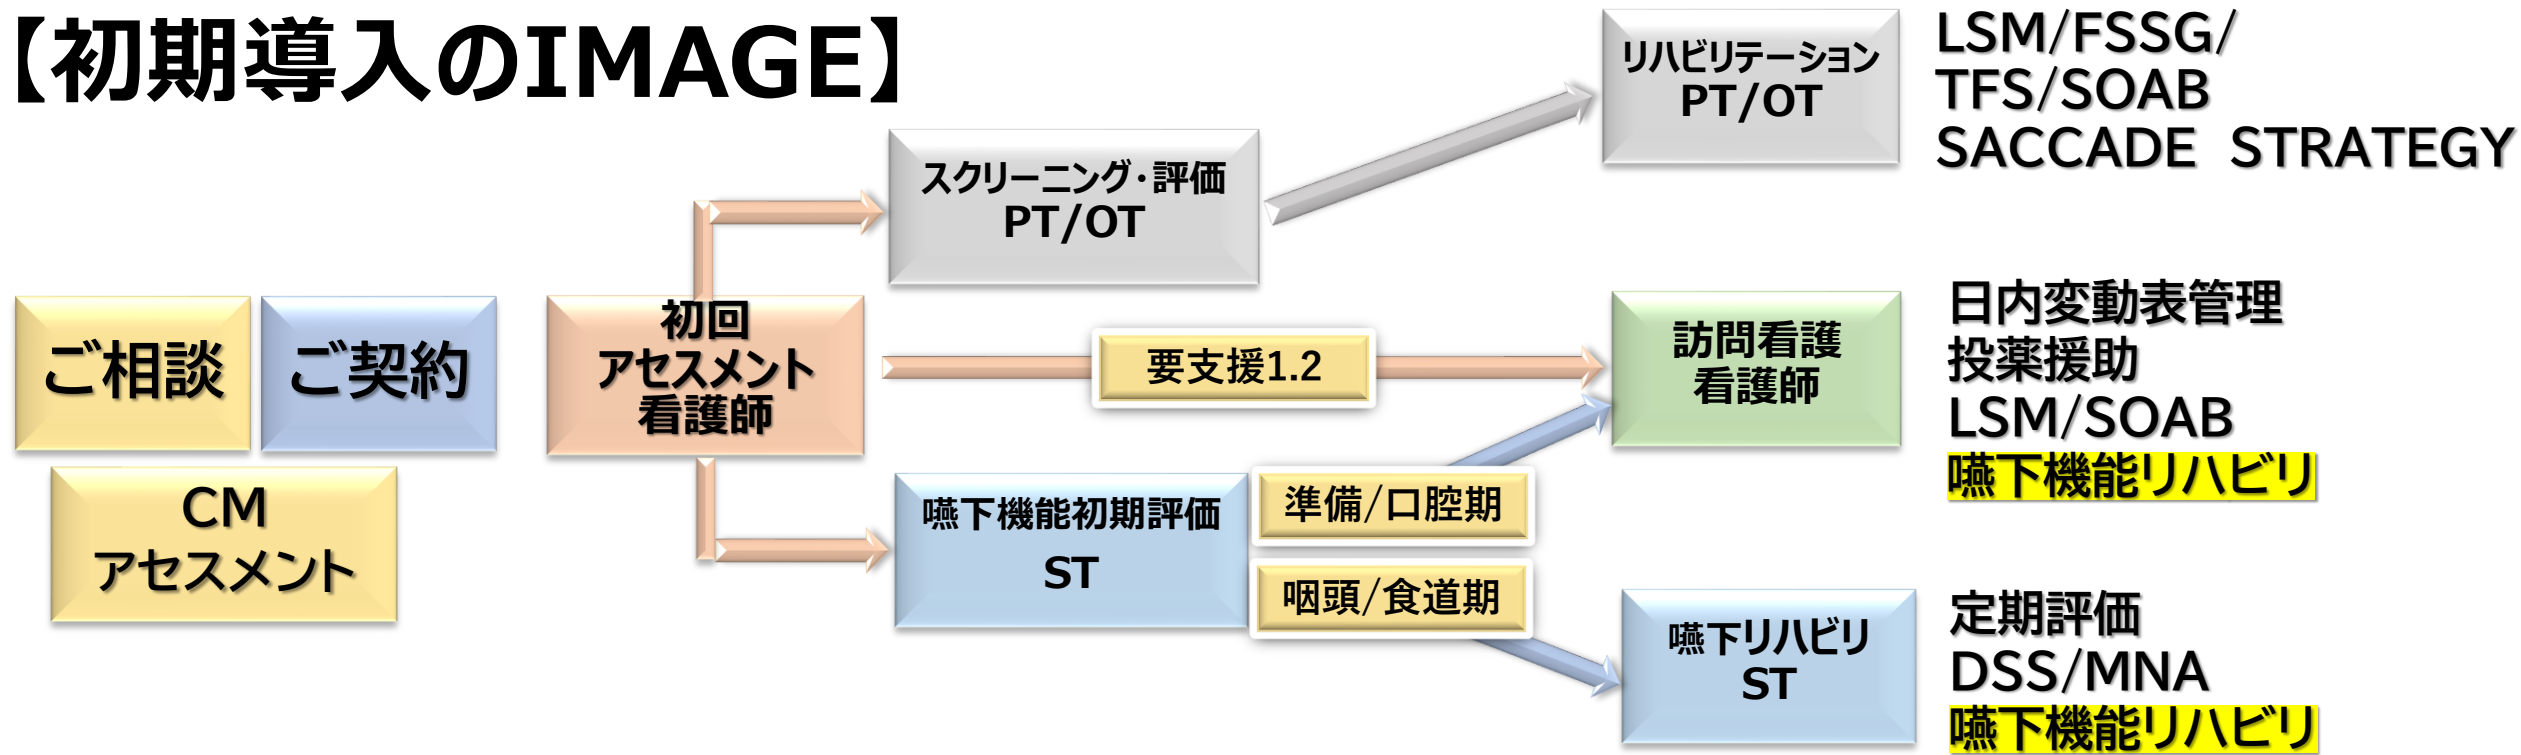 【初期導入のIMAGE】
ご相談
ご契約
CM
アセスメント
初回
アセスメント
看護師
スクリーニング・評価
PT/OT
リハビリテーション
PT/OT
LSM/FSSG/
TFS/SOAB
SACCADE STRATEGY
要支援1.2
訪問看護
看護師
日内変動表管理
投薬援助
LSM/SOAB
嚥下機能リハビリ
嚥下機能初期評価
ST
準備/口腔期
咽頭/食道期
嚥下リハビリ
ST
定期評価
DSS/MNA
嚥下機能リハビリ